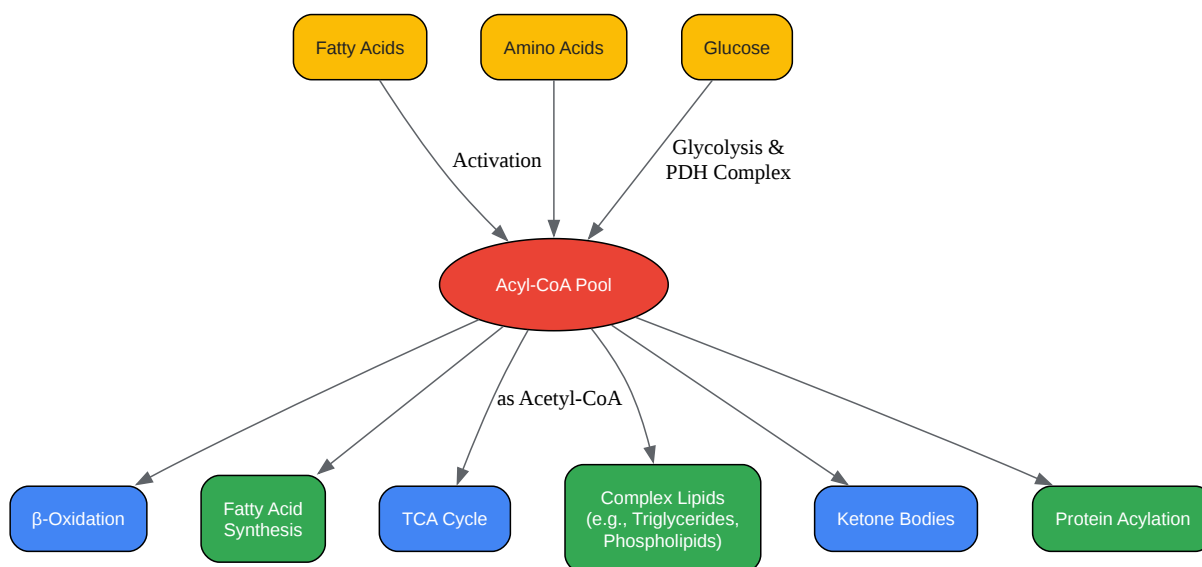 Fatty Acids
Amino Acids
Glucose
Activation
Glycolysis &
PDH Complex
Acyl-CoA Pool
as Acetyl-CoA
β-Oxidation
Fatty Acid
Synthesis
TCA Cycle
Complex Lipids
(e.g., Triglycerides,
Phospholipids)
Ketone Bodies
Protein Acylation